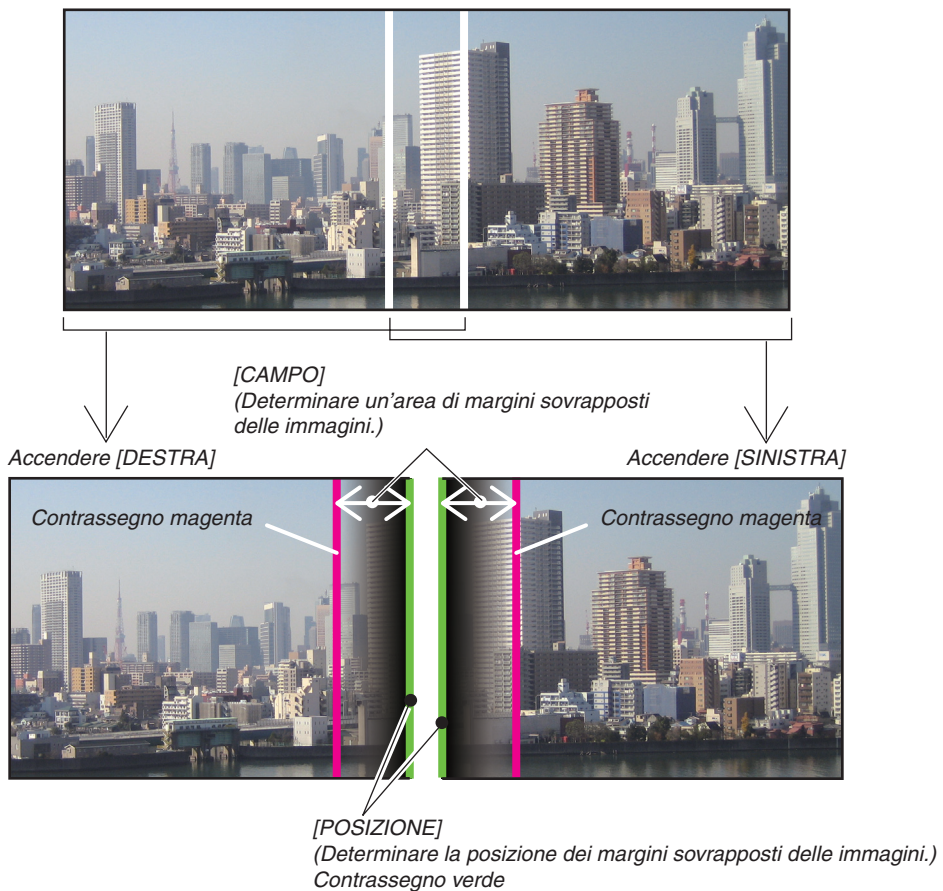 [CAMPO]
(Determinare un'area di margini sovrapposti
delle immagini.)
Accendere [DESTRA]
Accendere [SINISTRA]
Contrassegno magenta
Contrassegno magenta
[POSIZIONE]
(Determinare la posizione dei margini sovrapposti delle immagini.)
Contrassegno verde